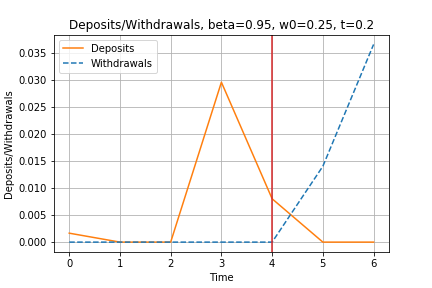 Deposits/Withdrawals, beta=0.95, w0=0.25, t=0.2
Deposits
Withdrawals
Deposits/Withdrawals
0.035
0.030
0.025
0.020
0.015
0.010
0.005
0.000
0 1 2 3 4 5 6
Time